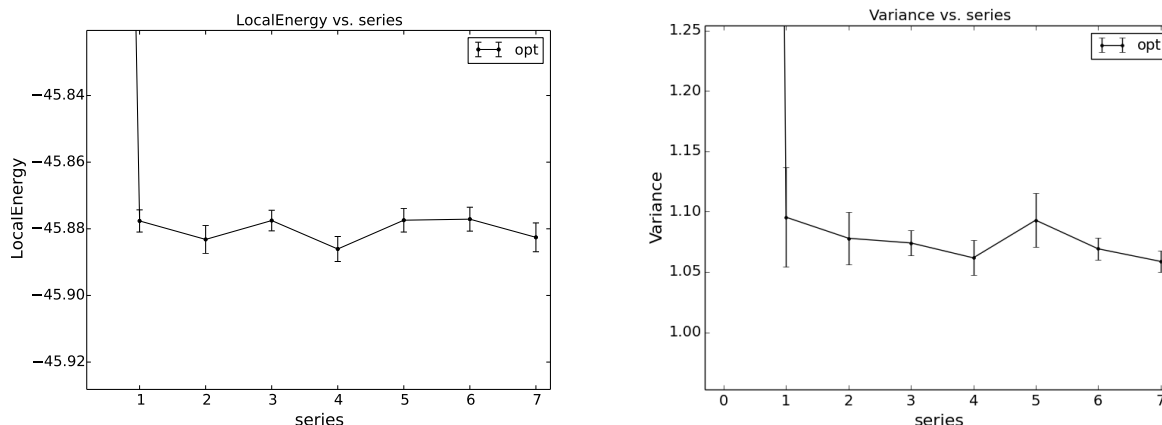 LocalEnergy vs. series
opt
−45.84
−45.86
−45.88
−45.90
−45.92
LocalEnergy
1 2 3 4 5 6 7
series
Variance vs. series
opt
1.25
1.20
1.15
1.10
1.05
1.00
Variance
0 1 2 3 4 5 6 7
series